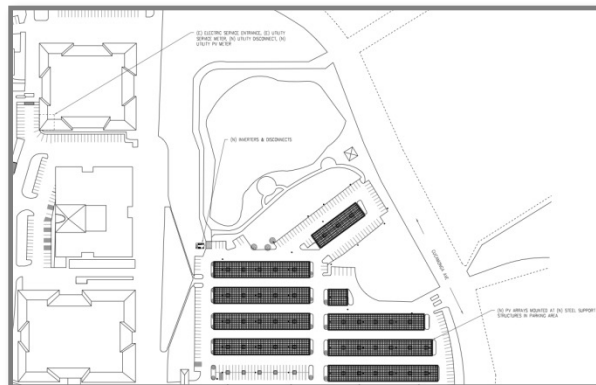 (E) ELECTRIC SERVICE ENTRANCE, (E) UTILITY
SERVICE METER, (N) UTILITY DISCONNECT, (N)
UTILITY PV METER
(N) INVERTERS & DISCONNECTS
AVE
(N) PV ARRAYS MOUNTED AT (N) STEEL SUPPORT
STRUCTURES IN PARKING AREA